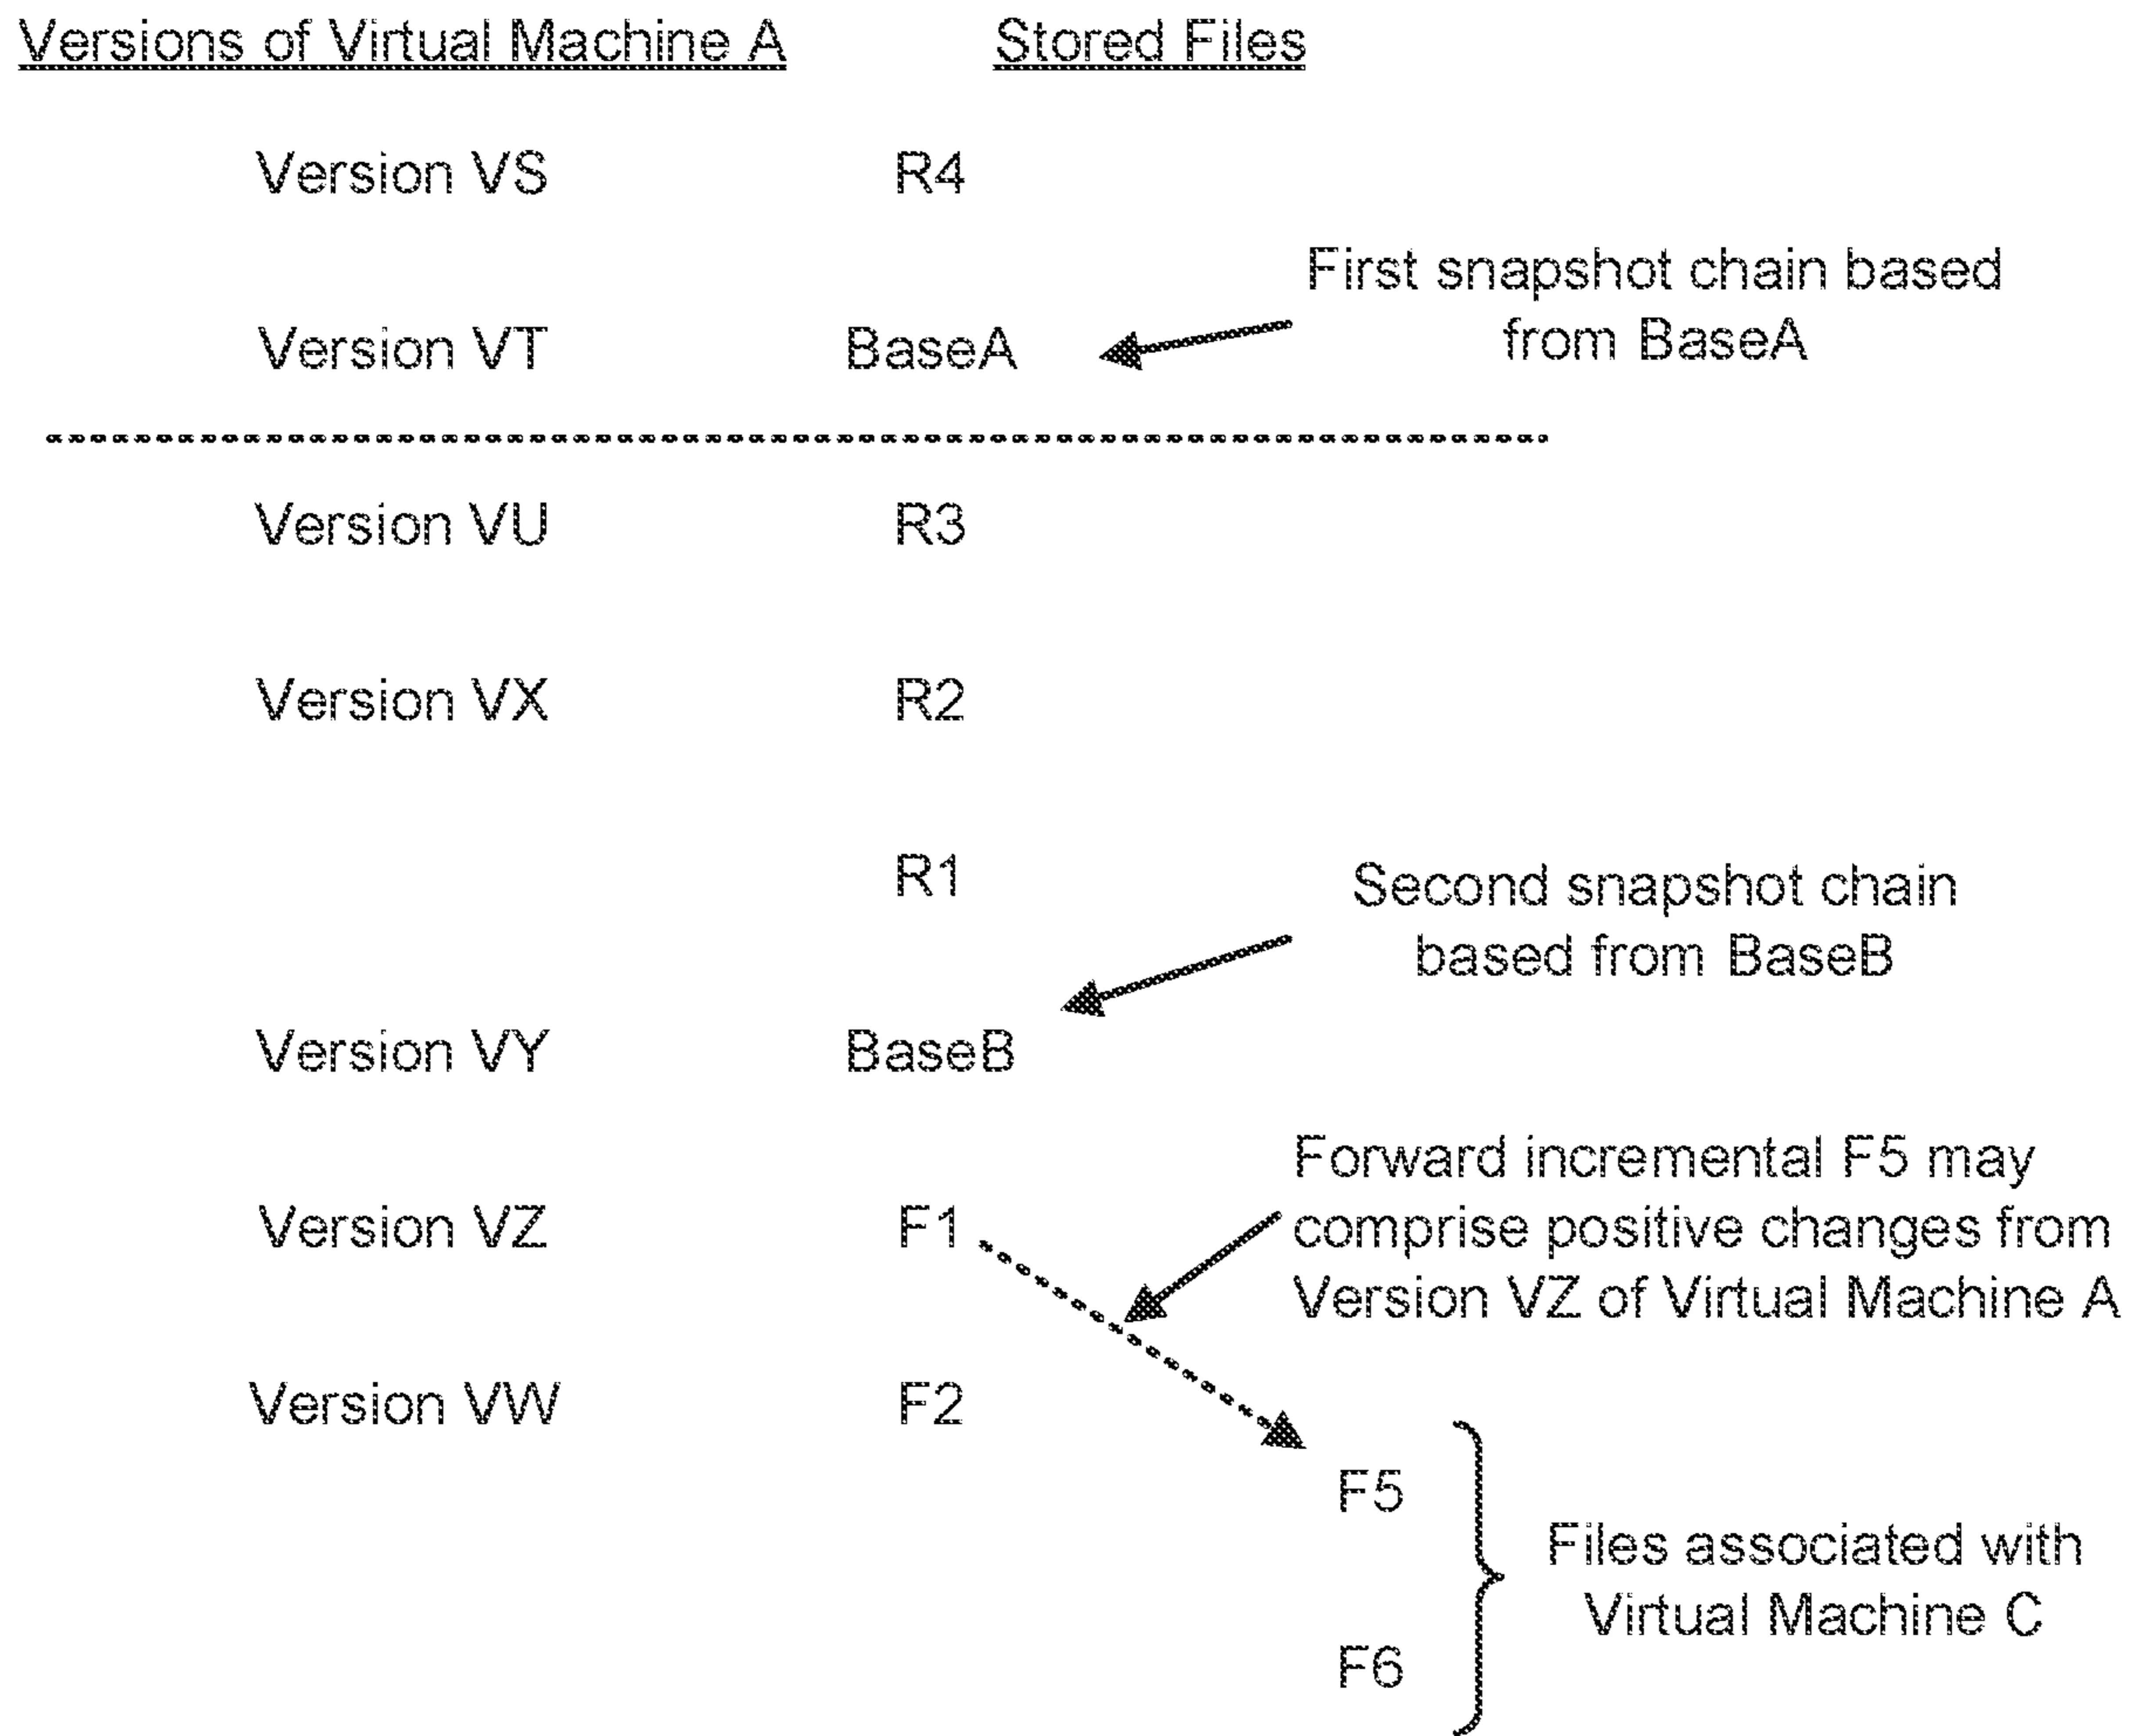 Versions of Virtual Machine A Stored Files
Version VS R4
First snapshot chain based
from BaseA
Version VT BaseA
Version VU R3
Version VX R2
R1
Second snapshot chain
based from BaseB
Version VY BaseB
Forward incremental F5 may
comprise positive changes from
Version VZ of Virtual Machine A
Version VZ F1
Version VW F2
F5
Files associated with
Virtual Machine C
F6